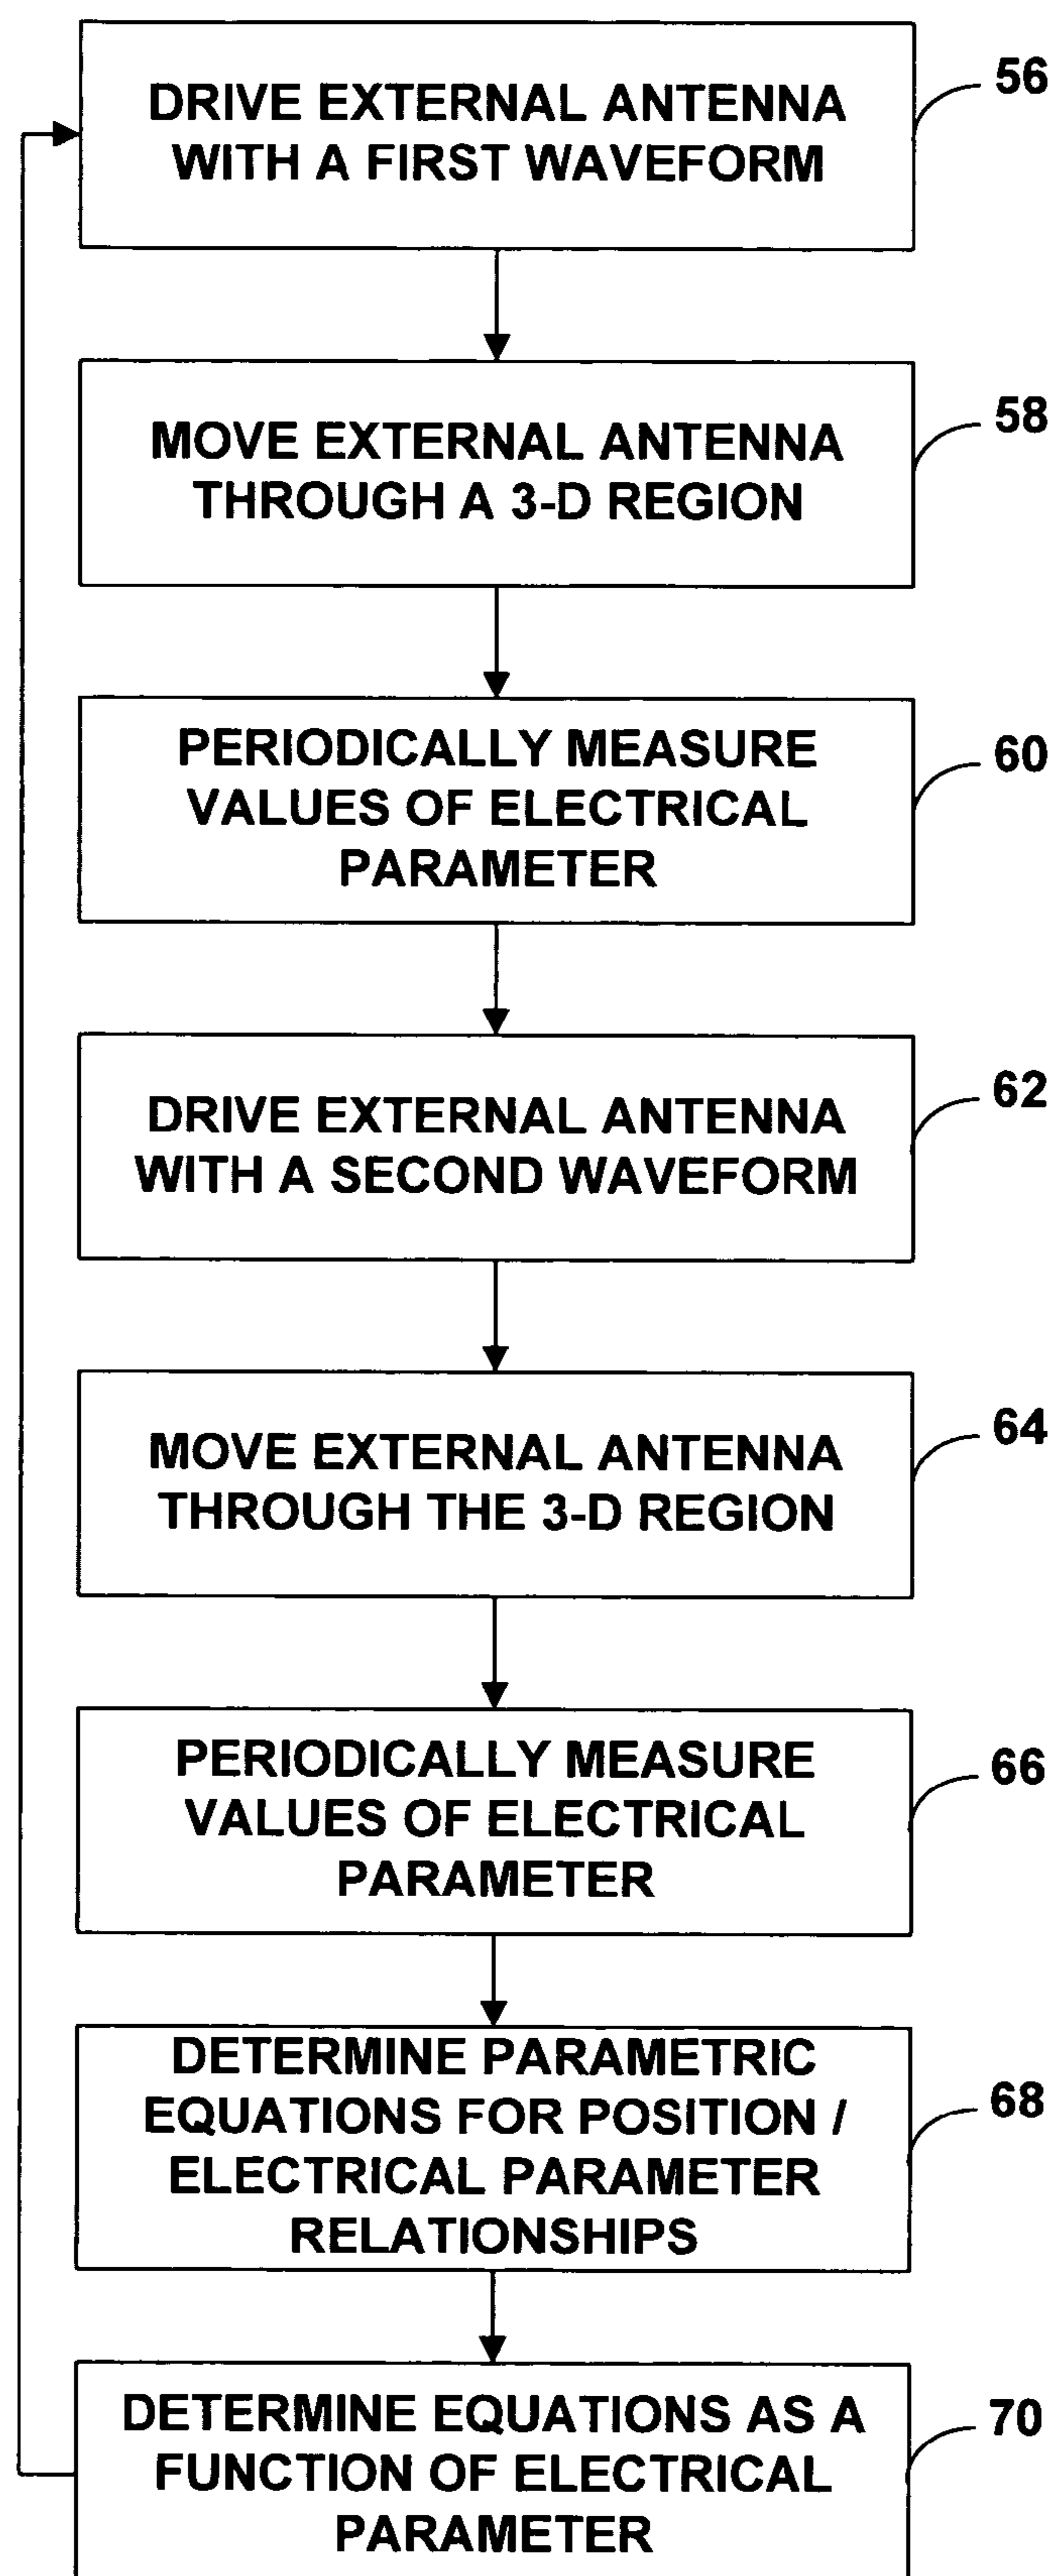 DRIVE EXTERNAL ANTENNA
WITH A FIRST WAVEFORM
56
MOVE EXTERNAL ANTENNA
THROUGH A 3-D REGION
58
PERIODICALLY MEASURE
VALUES OF ELECTRICAL
PARAMETER
60
DRIVE EXTERNAL ANTENNA
WITH A SECOND WAVEFORM
62
MOVE EXTERNAL ANTENNA
THROUGH THE 3-D REGION
64
PERIODICALLY MEASURE
VALUES OF ELECTRICAL
PARAMETER
66
DETERMINE PARAMETRIC
EQUATIONS FOR POSITION /
ELECTRICAL PARAMETER
RELATIONSHIPS
68
DETERMINE EQUATIONS AS A
FUNCTION OF ELECTRICAL
PARAMETER
70